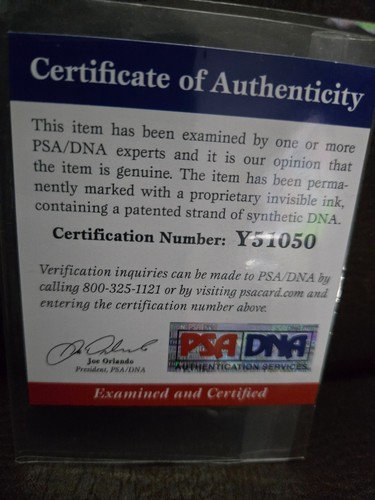 Certificate of Authenticity
This item has been examined by one or more
PSA/DNA experts and it is our opinion that
the item is genuine. The item has been perma-
nently marked with a proprietary invisible ink,
containing a patented strand of synthetic DNA.
Certification Number: Y51050
Verification inquiries can be made to PSA/DNA by
calling 800-325-1121 or by visiting psacard.com and
entering the certification number above.
Joe Orlando
President, PSA/DNA
PSA DNA
AUTHENTICATION SERVICES
Examined and Certified